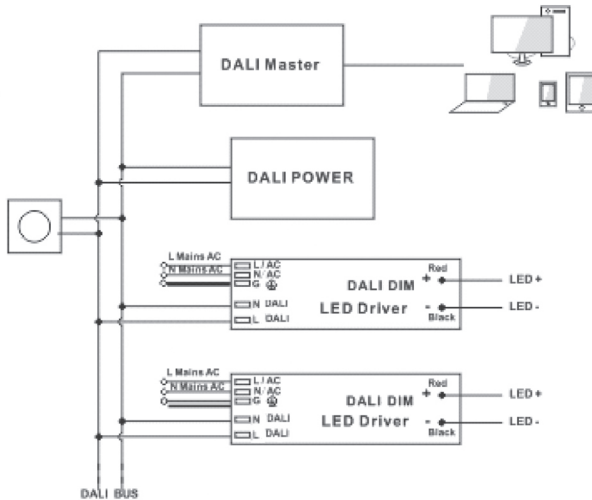 DALI Master
DALI POWER
L Mains AC
N Mains AC
L/AC
N/AC
G
N DALI
L DALI
DALI DIM
LED Driver
Red
+
-
Black
LED+
LED-
L Mains AC
N Mains AC
L/AC
N/AC
G
N DALI
L DALI
DALI DIM
LED Driver
Red
+
-
Black
LED+
LED-
DALI BUS